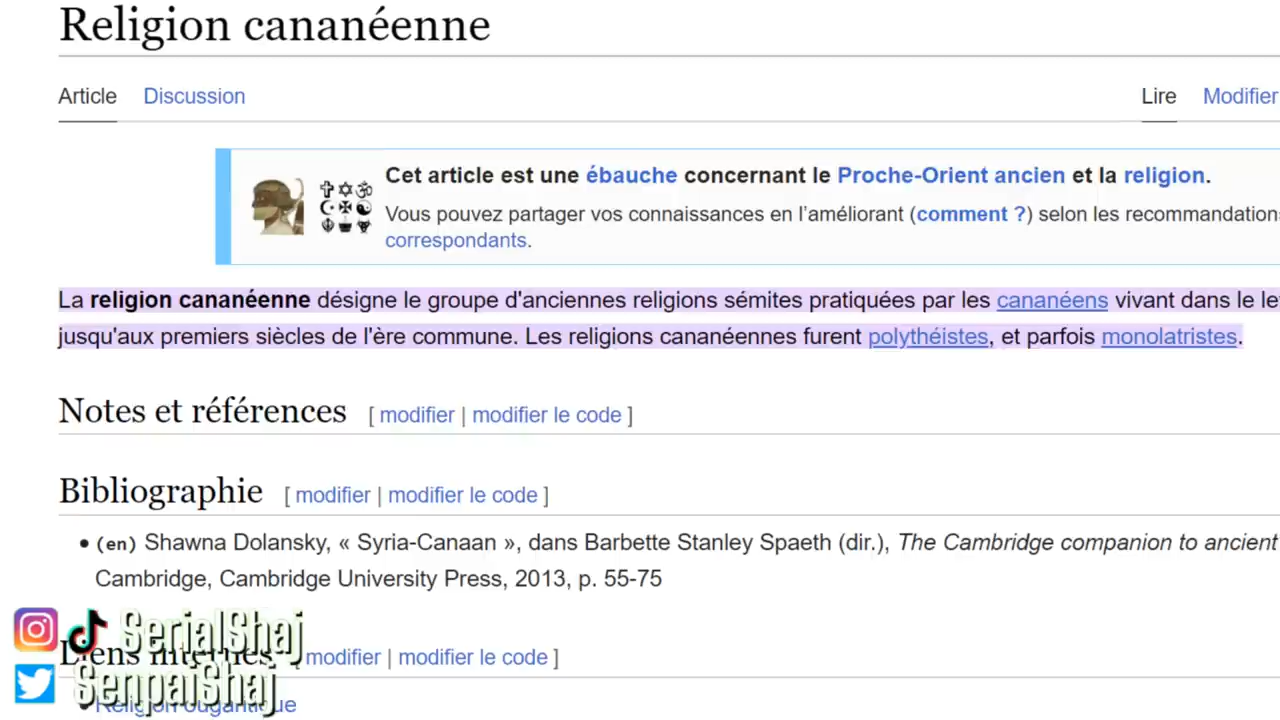 Religion cananéenne
Article Discussion Lire Modifier
Cet article est une ébauche concernant le Proche-Orient ancien et la religion.
Vous pouvez partager vos connaissances en l'améliorant (comment ?) selon les recommandations
correspondants.
La religion cananéenne désigne le groupe d'anciennes religions sémites pratiquées par les cananéens vivant dans le
jusqu'aux premiers siècles de l'ère commune. Les religions cananéennes furent polythéistes, et parfois monolatristes.
Notes et références [ modifier | modifier le code ]
Bibliographie [ modifier | modifier le code ]
• (en) Shawna Dolansky, « Syria-Canaan », dans Barbette Stanley Spaeth (dir.), The Cambridge companion to ancient
Cambridge, Cambridge University Press, 2013, p. 55-75
SerialShaj
Liens internes [ modifier | modifier le code ]
SenpaiShaj
Religion ougaritique